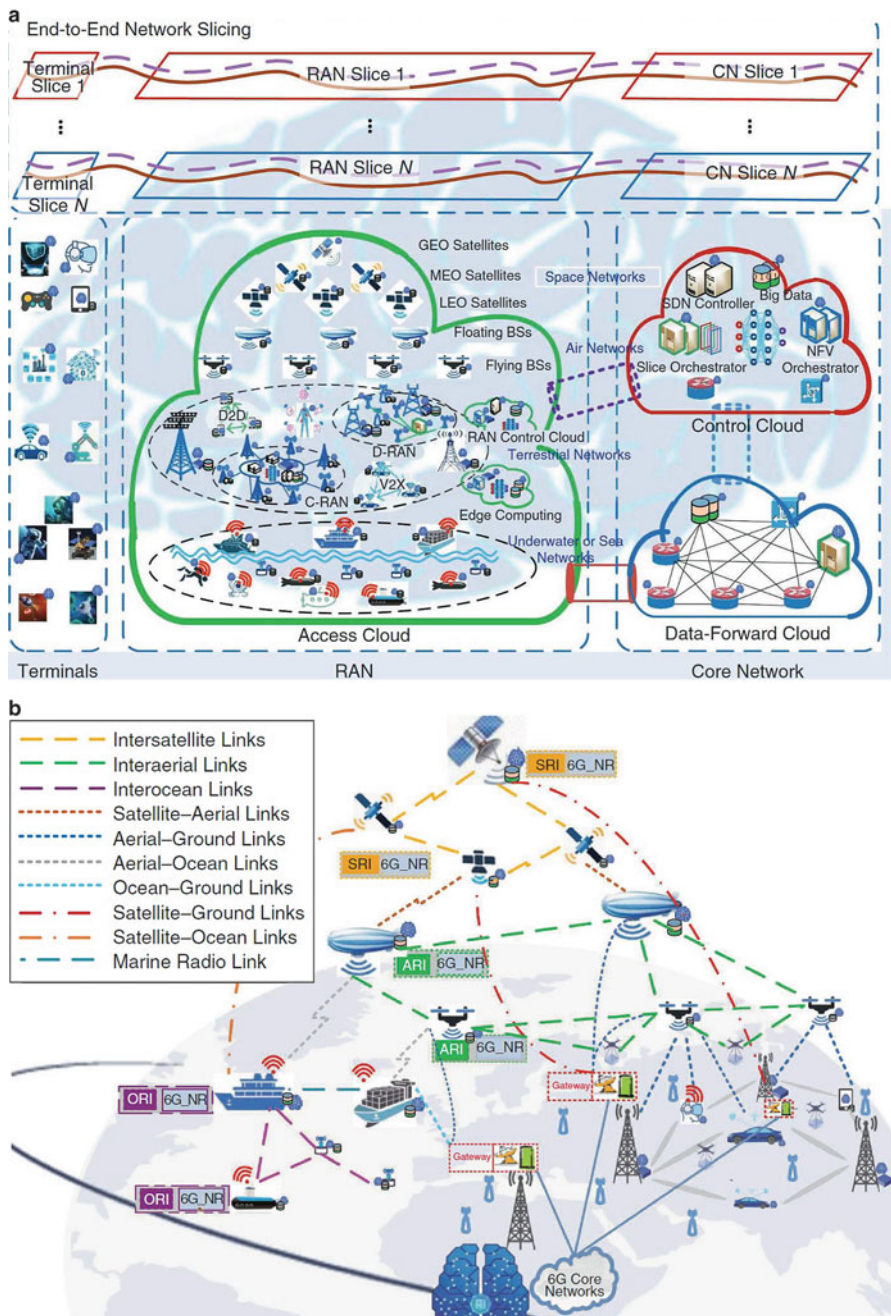 a
End-to-End Network Slicing
Terminal
Slice 1
RAN Slice 1
CN Slice 1
Terminal
Slice N
RAN Slice N
CN Slice N
GEO Satellites
MEO Satellites
LEO Satellites
Floating BSs
Flying BSs
Space Networks
Air Networks
SDN Controller
Big Data
Slice Orchestrator
NFV
Orchestrator
Control Cloud
D2D
D-RAN
RAN Control Cloud
Terrestrial Networks
C-RAN
V2X
Edge Computing
Underwater or Sea
Networks
Access Cloud
Data-Forward Cloud
Terminals
RAN
Core Network
b
Intersatellite Links
Interaerial Links
Interocean Links
Satellite–Aerial Links
Aerial–Ground Links
Aerial–Ocean Links
Ocean–Ground Links
Satellite–Ground Links
Satellite–Ocean Links
Marine Radio Link
SRI 6G_NR
SRI 6G_NR
ARI 6G_NR
ARI 6G_NR
ORI 6G_NR
Gateway
Gateway
ORI 6G_NR
6G Core
Networks